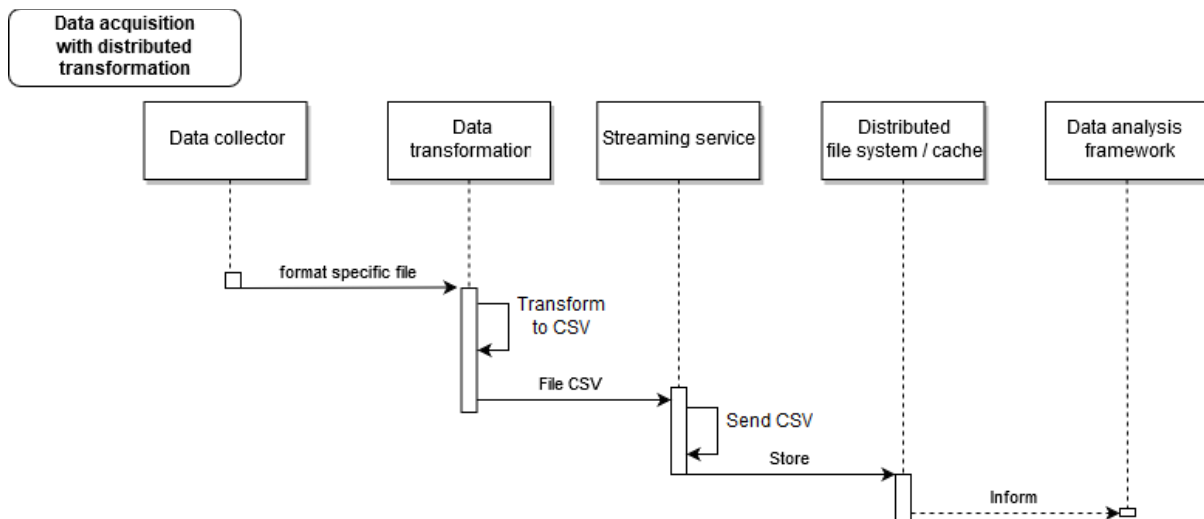 Data acquisition
with distributed
transformation
Data collector
Data
transformation
Streaming service
Distributed
file system / cache
Data analysis
framework
format specific file
Transform
to CSV
File CSV
Send CSV
Store
Inform